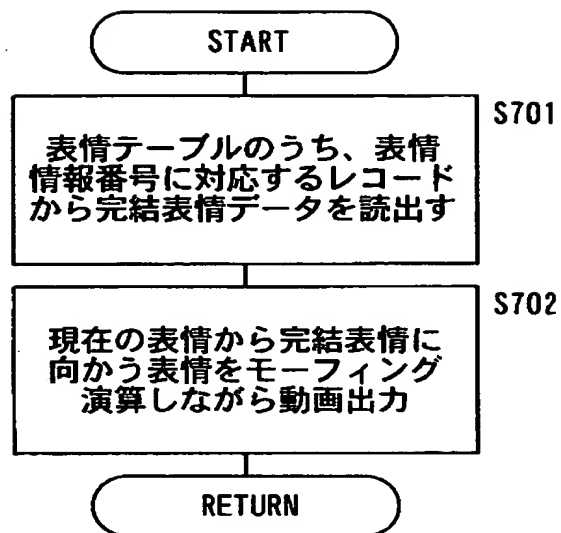 START
S701
表情テーブルのうち、表情
情報番号に対応するレコード
から完結表情データを読出す
S702
現在の表情から完結表情に
向かう表情をモーフィング
演算しながら動画出力
RETURN